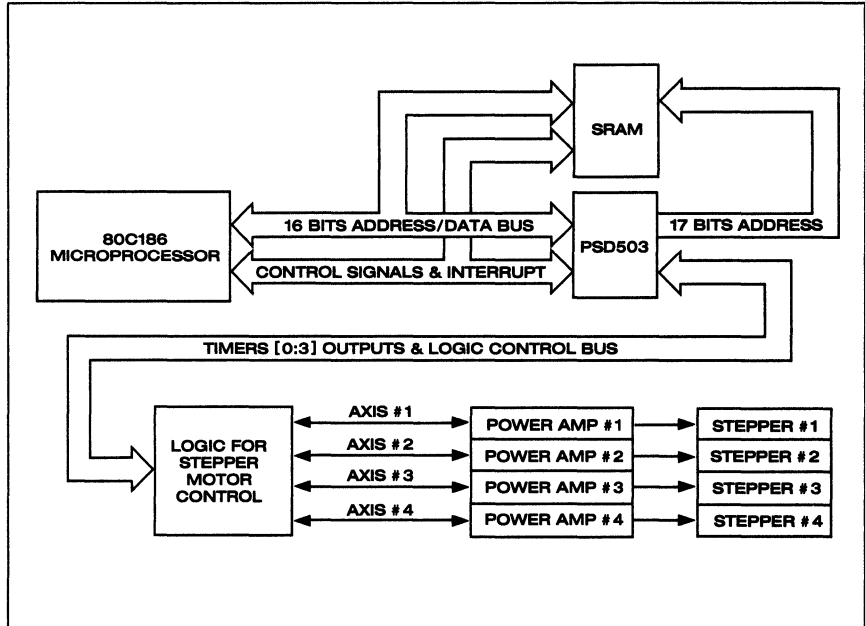 SRAM
80C186
MICROPROCESSOR
16 BITS ADDRESS/DATA BUS
PSD503
17 BITS ADDRESS
CONTROL SIGNALS & INTERRUPT
TIMERS [0:3] OUTPUTS & LOGIC CONTROL BUS
LOGIC FOR
STEPPER
MOTOR
CONTROL
AXIS #1
POWER AMP #1
STEPPER #1
AXIS #2
POWER AMP #2
STEPPER #2
AXIS #3
POWER AMP #3
STEPPER #3
AXIS #4
POWER AMP #4
STEPPER #4